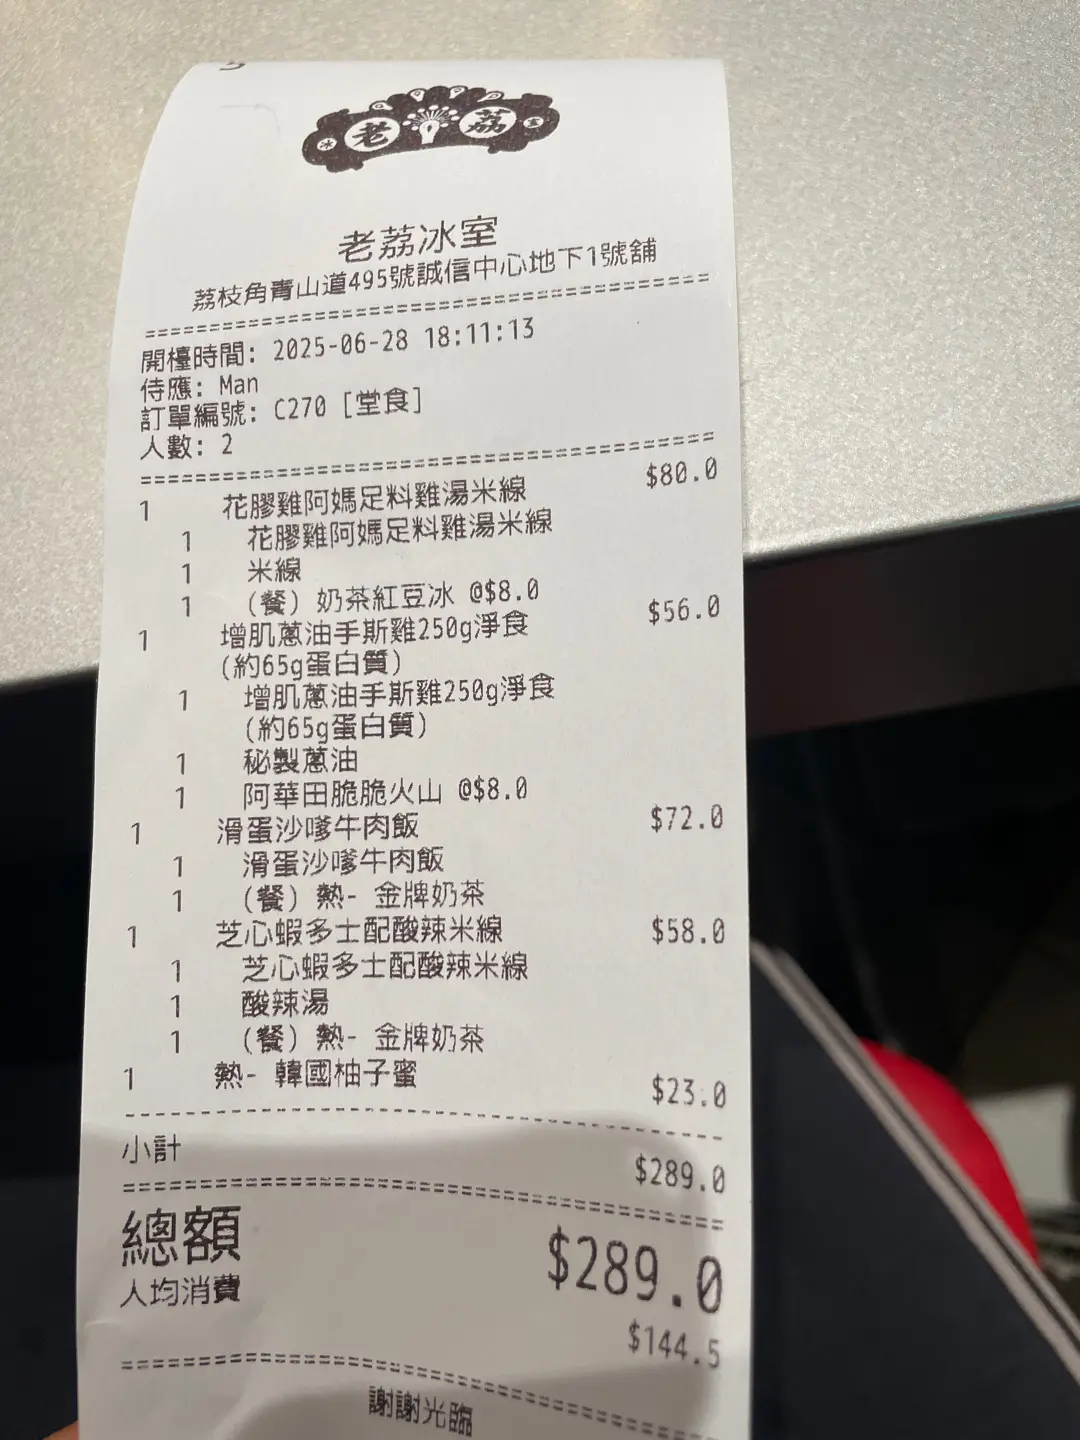 老 荔
老荔冰室
荔枝角青山道495號誠信中心地下1號舖
開檯時間: 2025-06-28 18:11:13
侍應: Man
訂單編號: C270 [堂食]
人數: 2
1 花膠雞阿媽足料雞湯米線 $80.0
1 花膠雞阿媽足料雞湯米線
1 米線
1 (餐) 奶茶紅豆冰 @$8.0
1 增肌蔥油手斯雞250g淨食 $56.0
(約65g蛋白質)
1 增肌蔥油手斯雞250g淨食
(約65g蛋白質)
1 秘製蔥油
1 阿華田脆脆火山 @$8.0
1 滑蛋沙嗲牛肉飯 $72.0
1 滑蛋沙嗲牛肉飯
1 (餐) 熱- 金牌奶茶
1 芝心蝦多士配酸辣米線 $58.0
1 芝心蝦多士配酸辣米線
1 酸辣湯
1 (餐) 熱- 金牌奶茶
1 熱- 韓國柚子蜜 $23.0
小計 $289.0
總額 $289.0
人均消費 $144.5
謝謝光臨